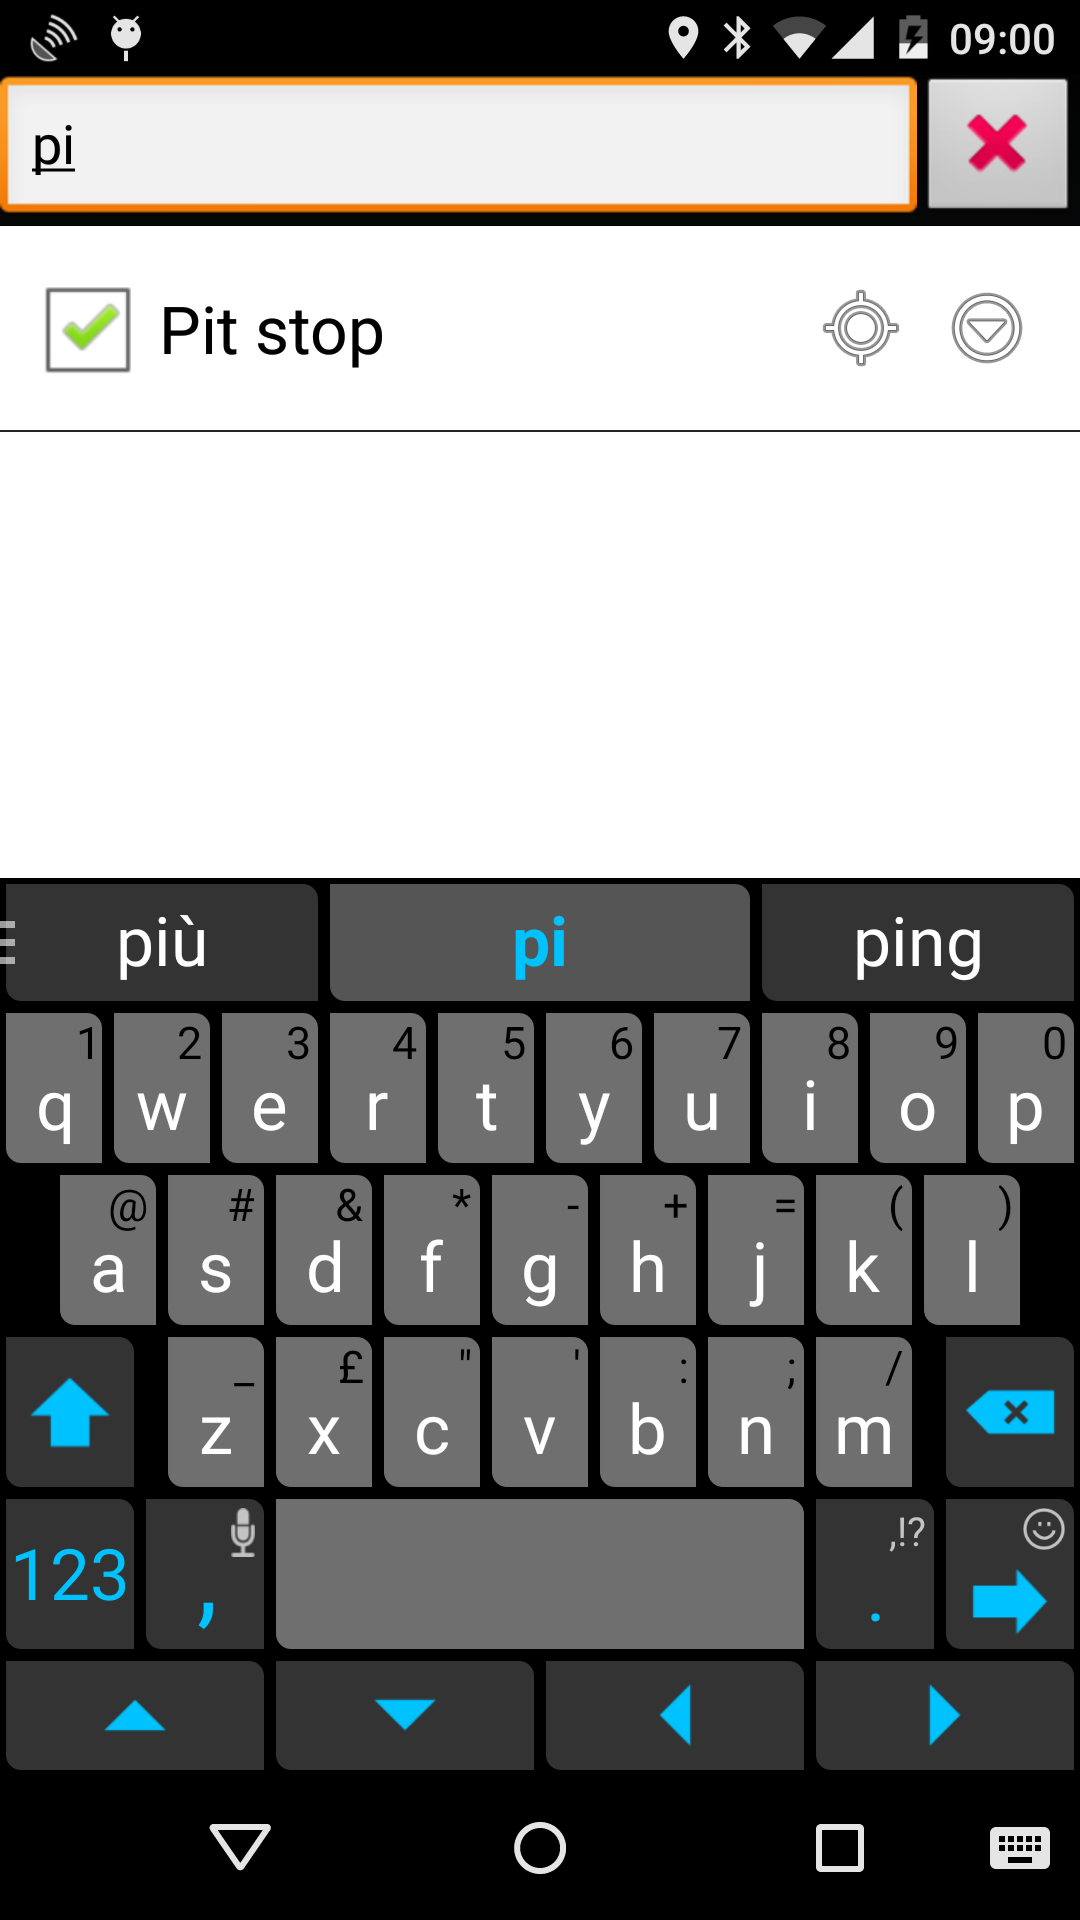 09:00
pi
Pit stop
più pi ping
1 2 3 4 5 6 7 8 9 0
q w e r t y u i o p
@ # & * - + = ( )
a s d f g h j k l
_ £ " ' : ; /
z x c v b n m
,!?
123 , .